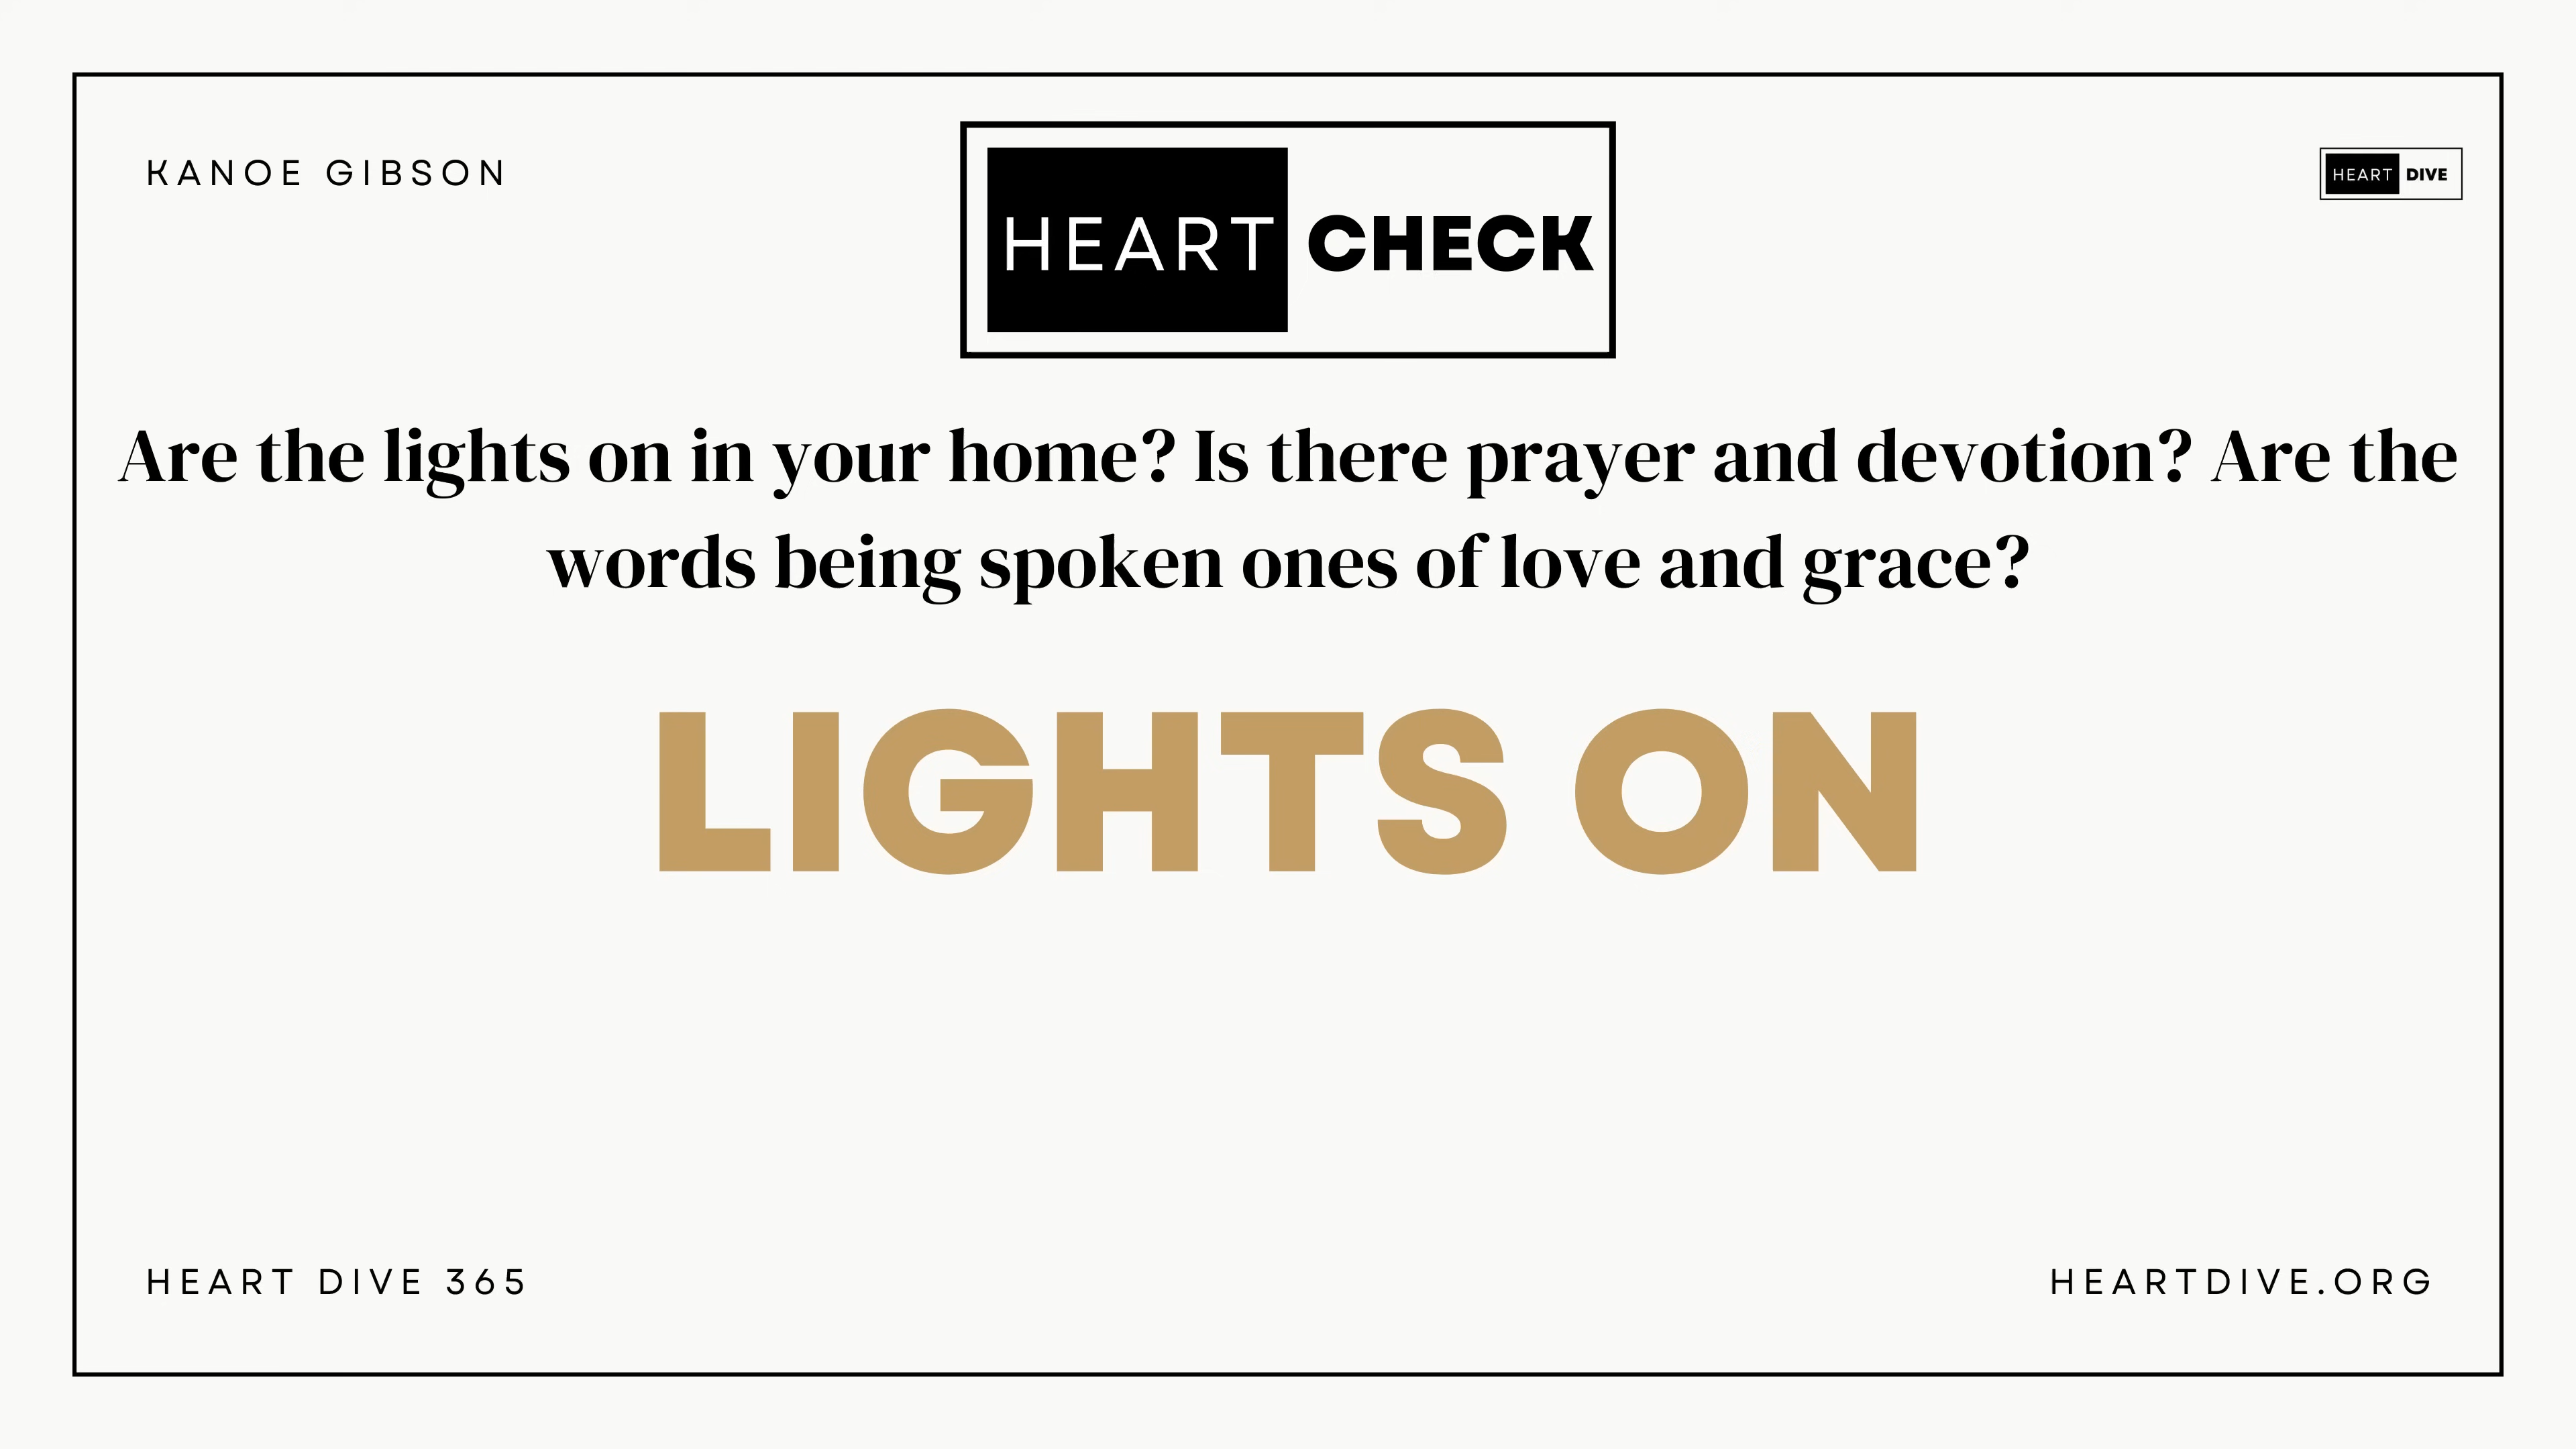 KANOE GIBSON
HEART CHECK
HEART DIVE
Are the lights on in your home? Is there prayer and devotion? Are the
words being spoken ones of love and grace?
LIGHTS ON
HEART DIVE 365
HEARTDIVE.ORG